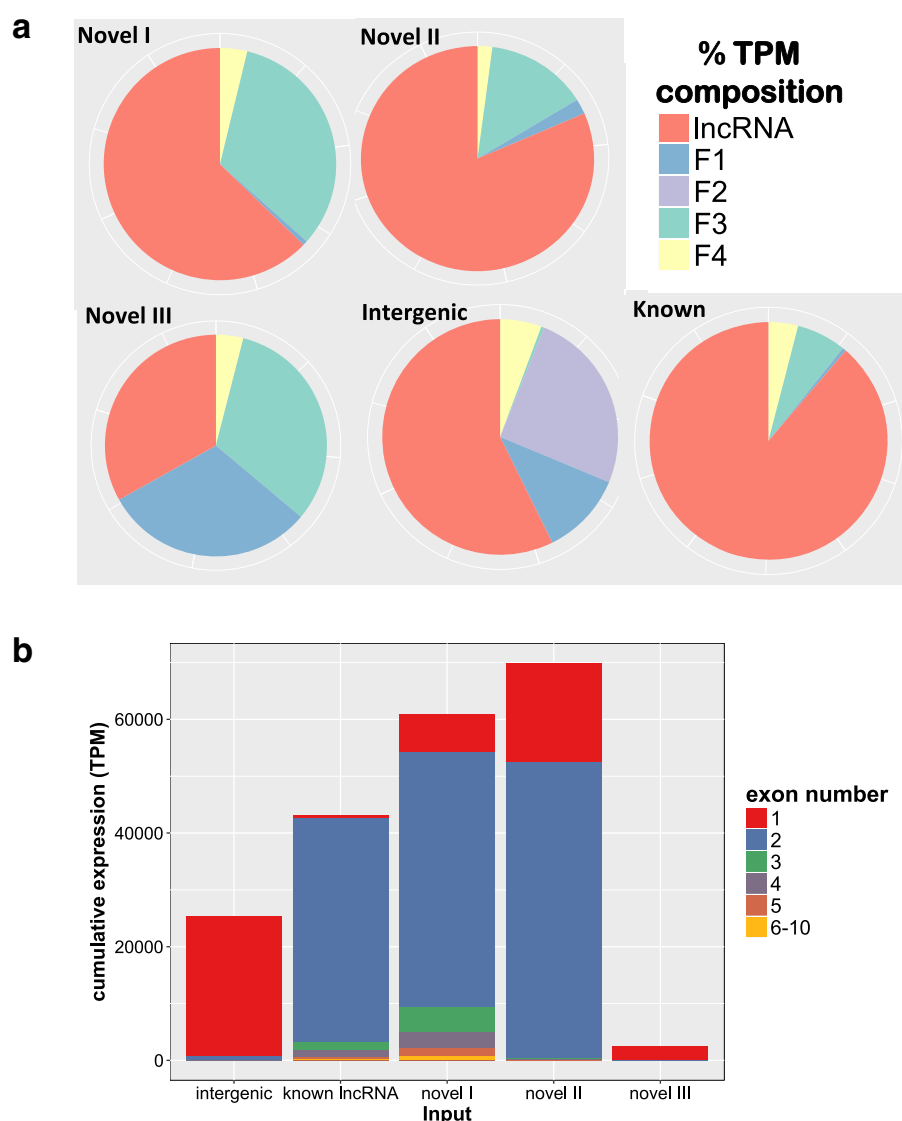 a
Novel I
Novel II
% TPM
composition
lncRNA
F1
F2
F3
F4
Novel III
Intergenic
Known
b
cumulative expression (TPM)
60000
40000
20000
0
intergenic
known lncRNA
novel I
novel II
novel III
Input
exon number
1
2
3
4
5
6-10